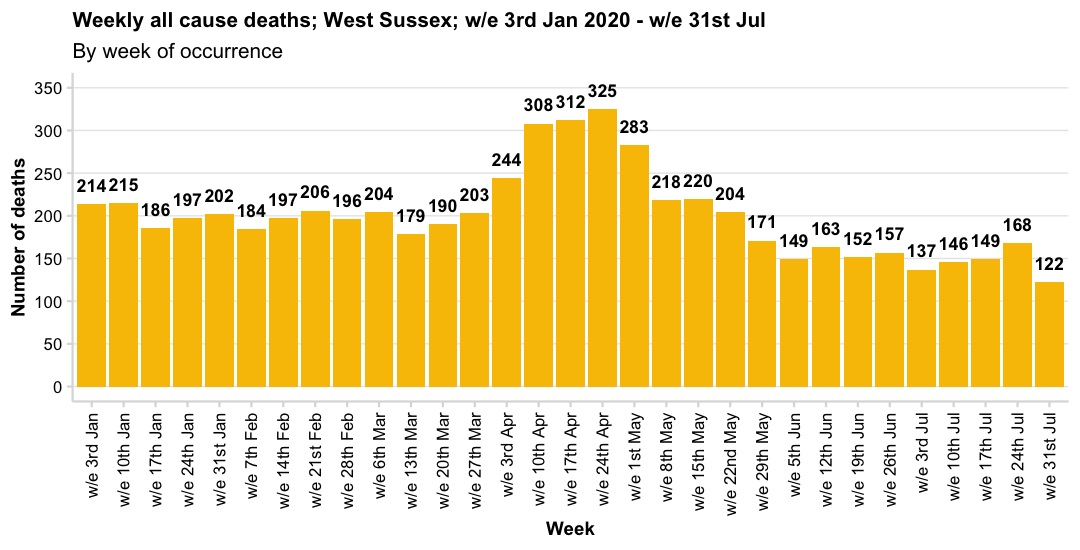 Weekly all cause deaths; West Sussex; w/e 3rd Jan 2020 - w/e 31st Jul
By week of occurrence
Number of deaths
350
300
250
200
150
100
50
0
214
215
186
197
202
184
197
206
196
204
179
190
203
244
308
312
325
283
218
220
204
171
149
163
152
157
137
146
149
168
122
w/e 3rd Jan
w/e 10th Jan
w/e 17th Jan
w/e 24th Jan
w/e 31st Jan
w/e 7th Feb
w/e 14th Feb
w/e 21st Feb
w/e 28th Feb
w/e 6th Mar
w/e 13th Mar
w/e 20th Mar
w/e 27th Mar
w/e 3rd Apr
w/e 10th Apr
w/e 17th Apr
w/e 24th Apr
w/e 1st May
w/e 8th May
w/e 15th May
w/e 22nd May
w/e 29th May
w/e 5th Jun
w/e 12th Jun
w/e 19th Jun
w/e 26th Jun
w/e 3rd Jul
w/e 10th Jul
w/e 17th Jul
w/e 24th Jul
w/e 31st Jul
Week